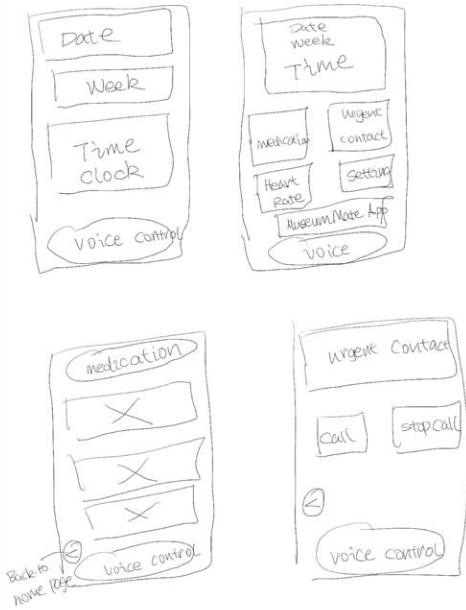 Date
Week
Time
Clock
Voice control
Date
week
Time
medication
urgent
contact
Heart
Rate
setting
Museum Mate App
voice
medication
<
Back to
home page
voice control
urgent Contact
Call
stop call
<
voice control